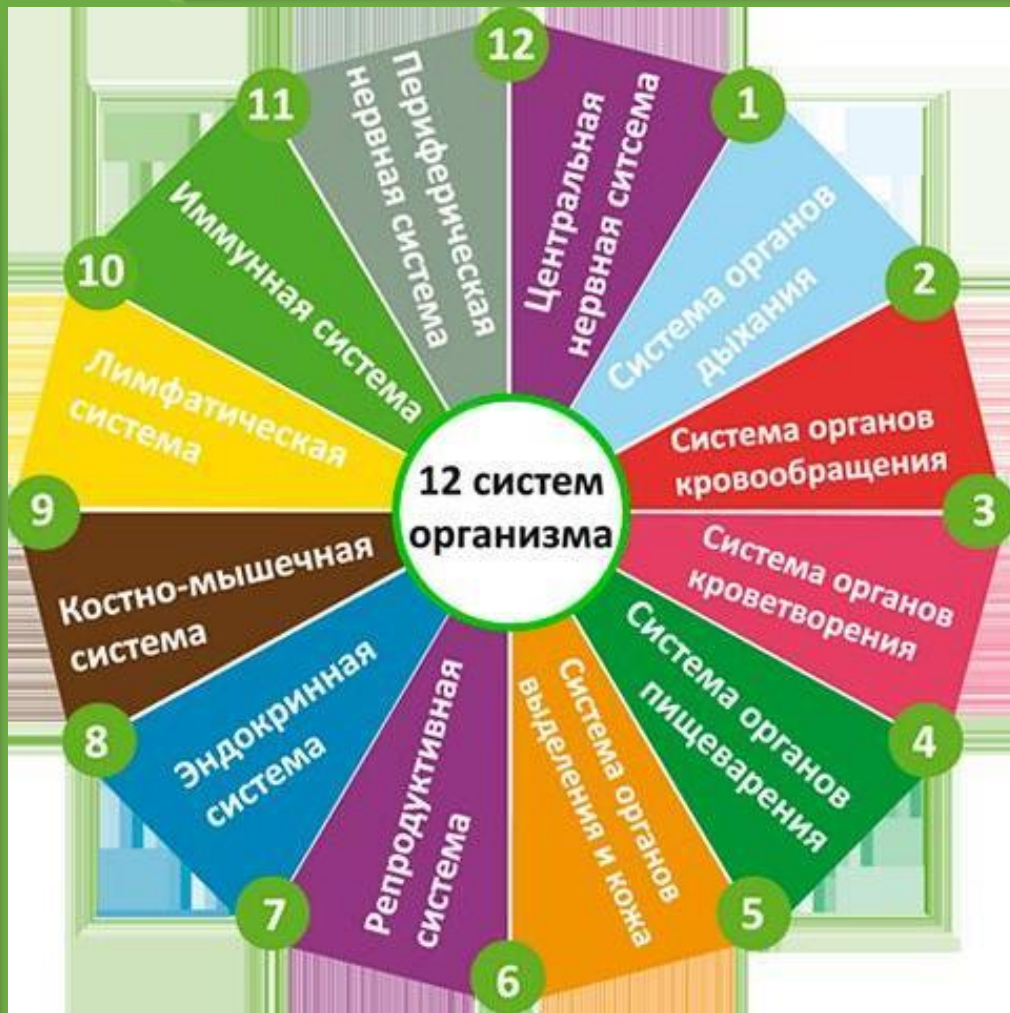 12 систем
организма
12
Центральная
нервная ситсема
1
Система органов
дыхания
2
Система органов
кровообращения
3
Система органов
кроветворения
4
Система органов
пищеварения
5
Система органов
выделения и кожа
6
Репродуктивная
система
7
Эндокринная
система
8
Костно-мышечная
система
9
Лимфатическая
система
10
Иммунная система
11
Периферическая
нервная система